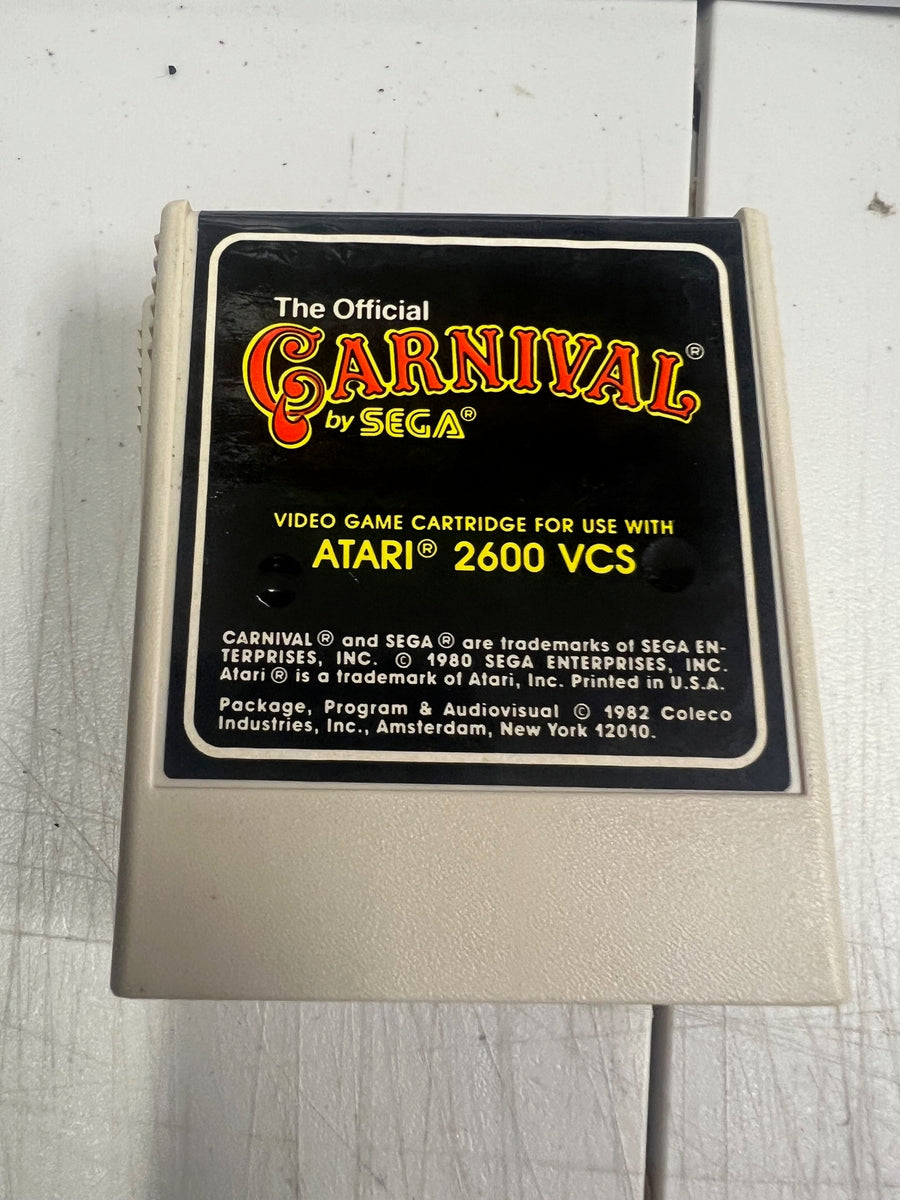 The Official
CARNIVAL®
by SEGA®
VIDEO GAME CARTRIDGE FOR USE WITH
ATARI® 2600 VCS
CARNIVAL® and SEGA® are trademarks of SEGA EN-
TERPRISES, INC. © 1980 SEGA ENTERPRISES, INC.
Atari® is a trademark of Atari, Inc. Printed in U.S.A.
Package, Program & Audiovisual © 1982 Coleco
Industries, Inc., Amsterdam, New York 12010.